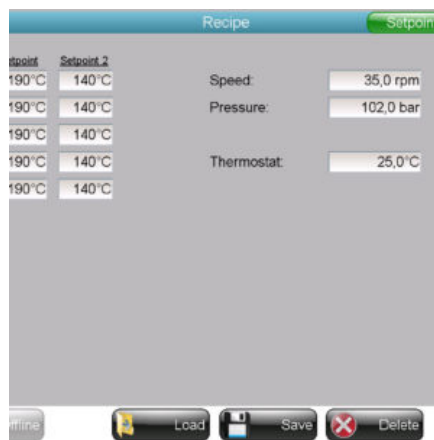 Recipe Setpoin
etpoint Setpoint 2
190°C 140°C Speed: 35,0 rpm
190°C 140°C Pressure: 102,0 bar
190°C 140°C
190°C 140°C Thermostat: 25,0°C
190°C 140°C
ffline Load Save Delete